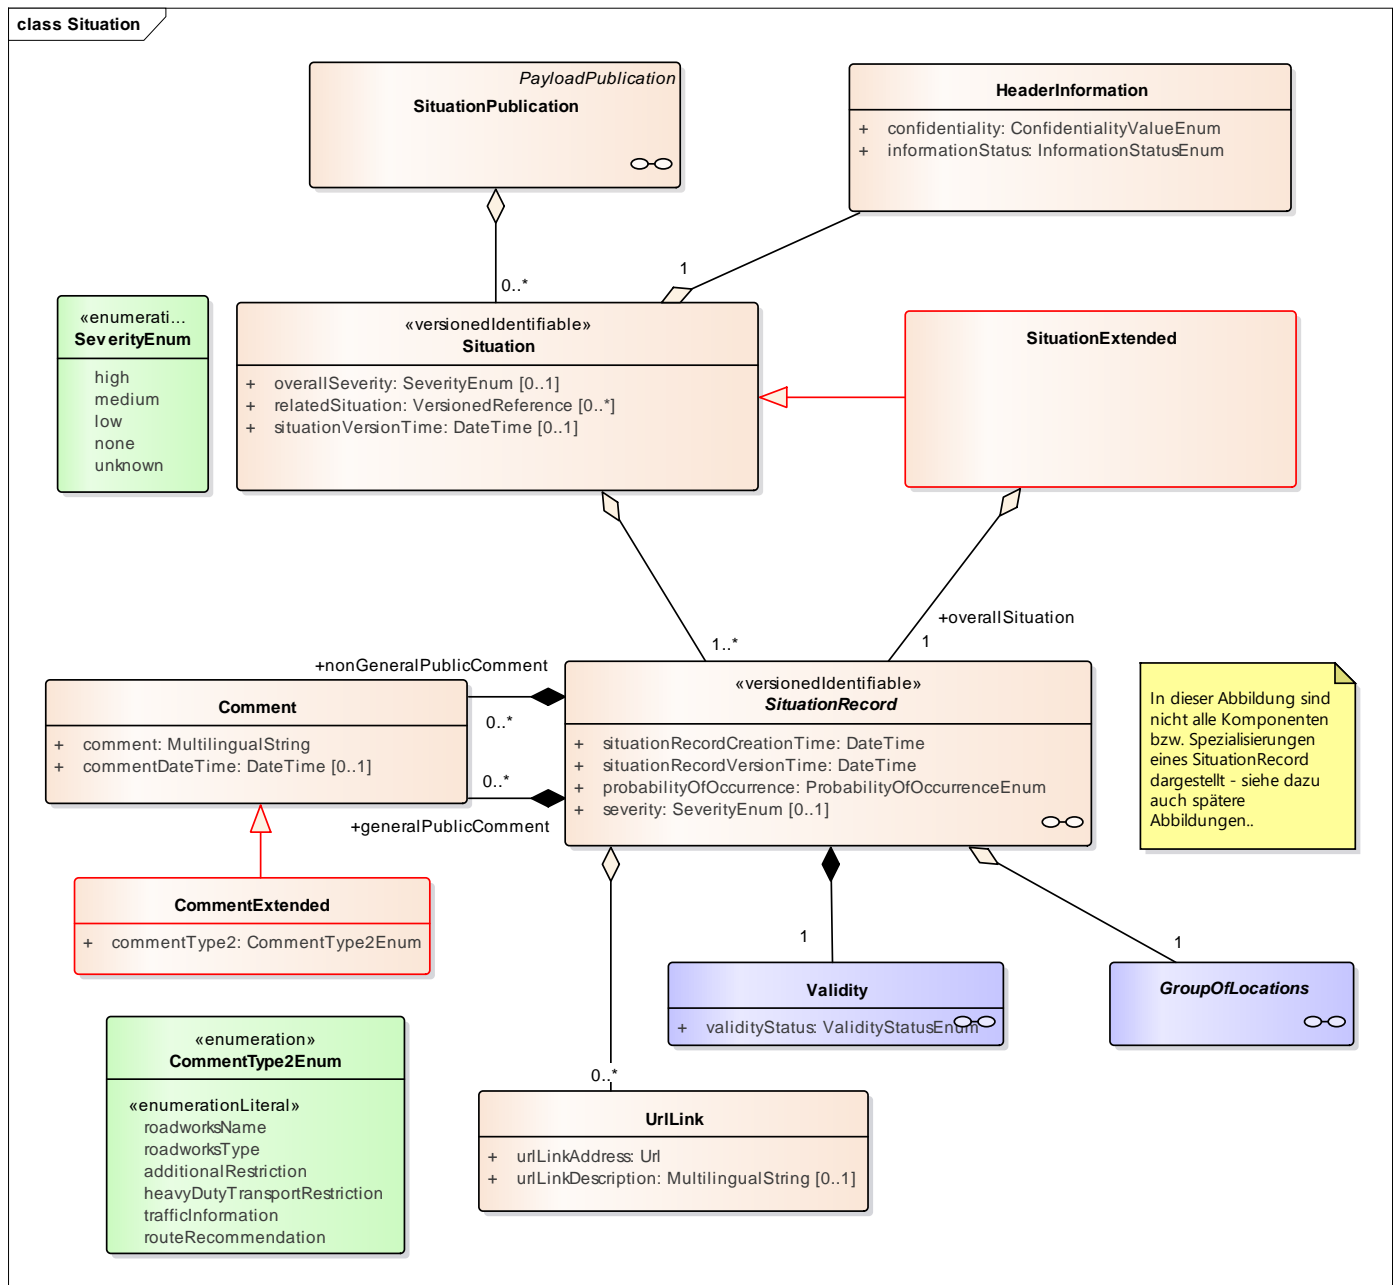 class Situation
PayloadPublication
SituationPublication
HeaderInformation
+ confidentiality: ConfidentialityValueEnum
+ informationStatus: InformationStatusEnum
1
0..*
«enumerati...
SeverityEnum
high
medium
low
none
unknown
«versionedIdentifiable»
Situation
+ overallSeverity: SeverityEnum [0..1]
+ relatedSituation: VersionedReference [0..*]
+ situationVersionTime: DateTime [0..1]
SituationExtended
+overallSituation
1..*
1
+nonGeneralPublicComment
0..*
Comment
+ comment: MultilingualString
+ commentDateTime: DateTime [0..1]
0..*
+generalPublicComment
«versionedIdentifiable»
SituationRecord
+ situationRecordCreationTime: DateTime
+ situationRecordVersionTime: DateTime
+ probabilityOfOccurrence: ProbabilityOfOccurrenceEnum
+ severity: SeverityEnum [0..1]
In dieser Abbildung sind
nicht alle Komponenten
bzw. Spezialisierungen
eines SituationRecord
dargestellt - siehe dazu
auch spätere
Abbildungen..
CommentExtended
+ commentType2: CommentType2Enum
1
1
Validity
+ validityStatus: ValidityStatusEnum
GroupOfLocations
«enumeration»
CommentType2Enum
«enumerationLiteral»
roadworksName
roadworksType
additionalRestriction
heavyDutyTransportRestriction
trafficInformation
routeRecommendation
0..*
UrlLink
+ urlLinkAddress: Url
+ urlLinkDescription: MultilingualString [0..1]